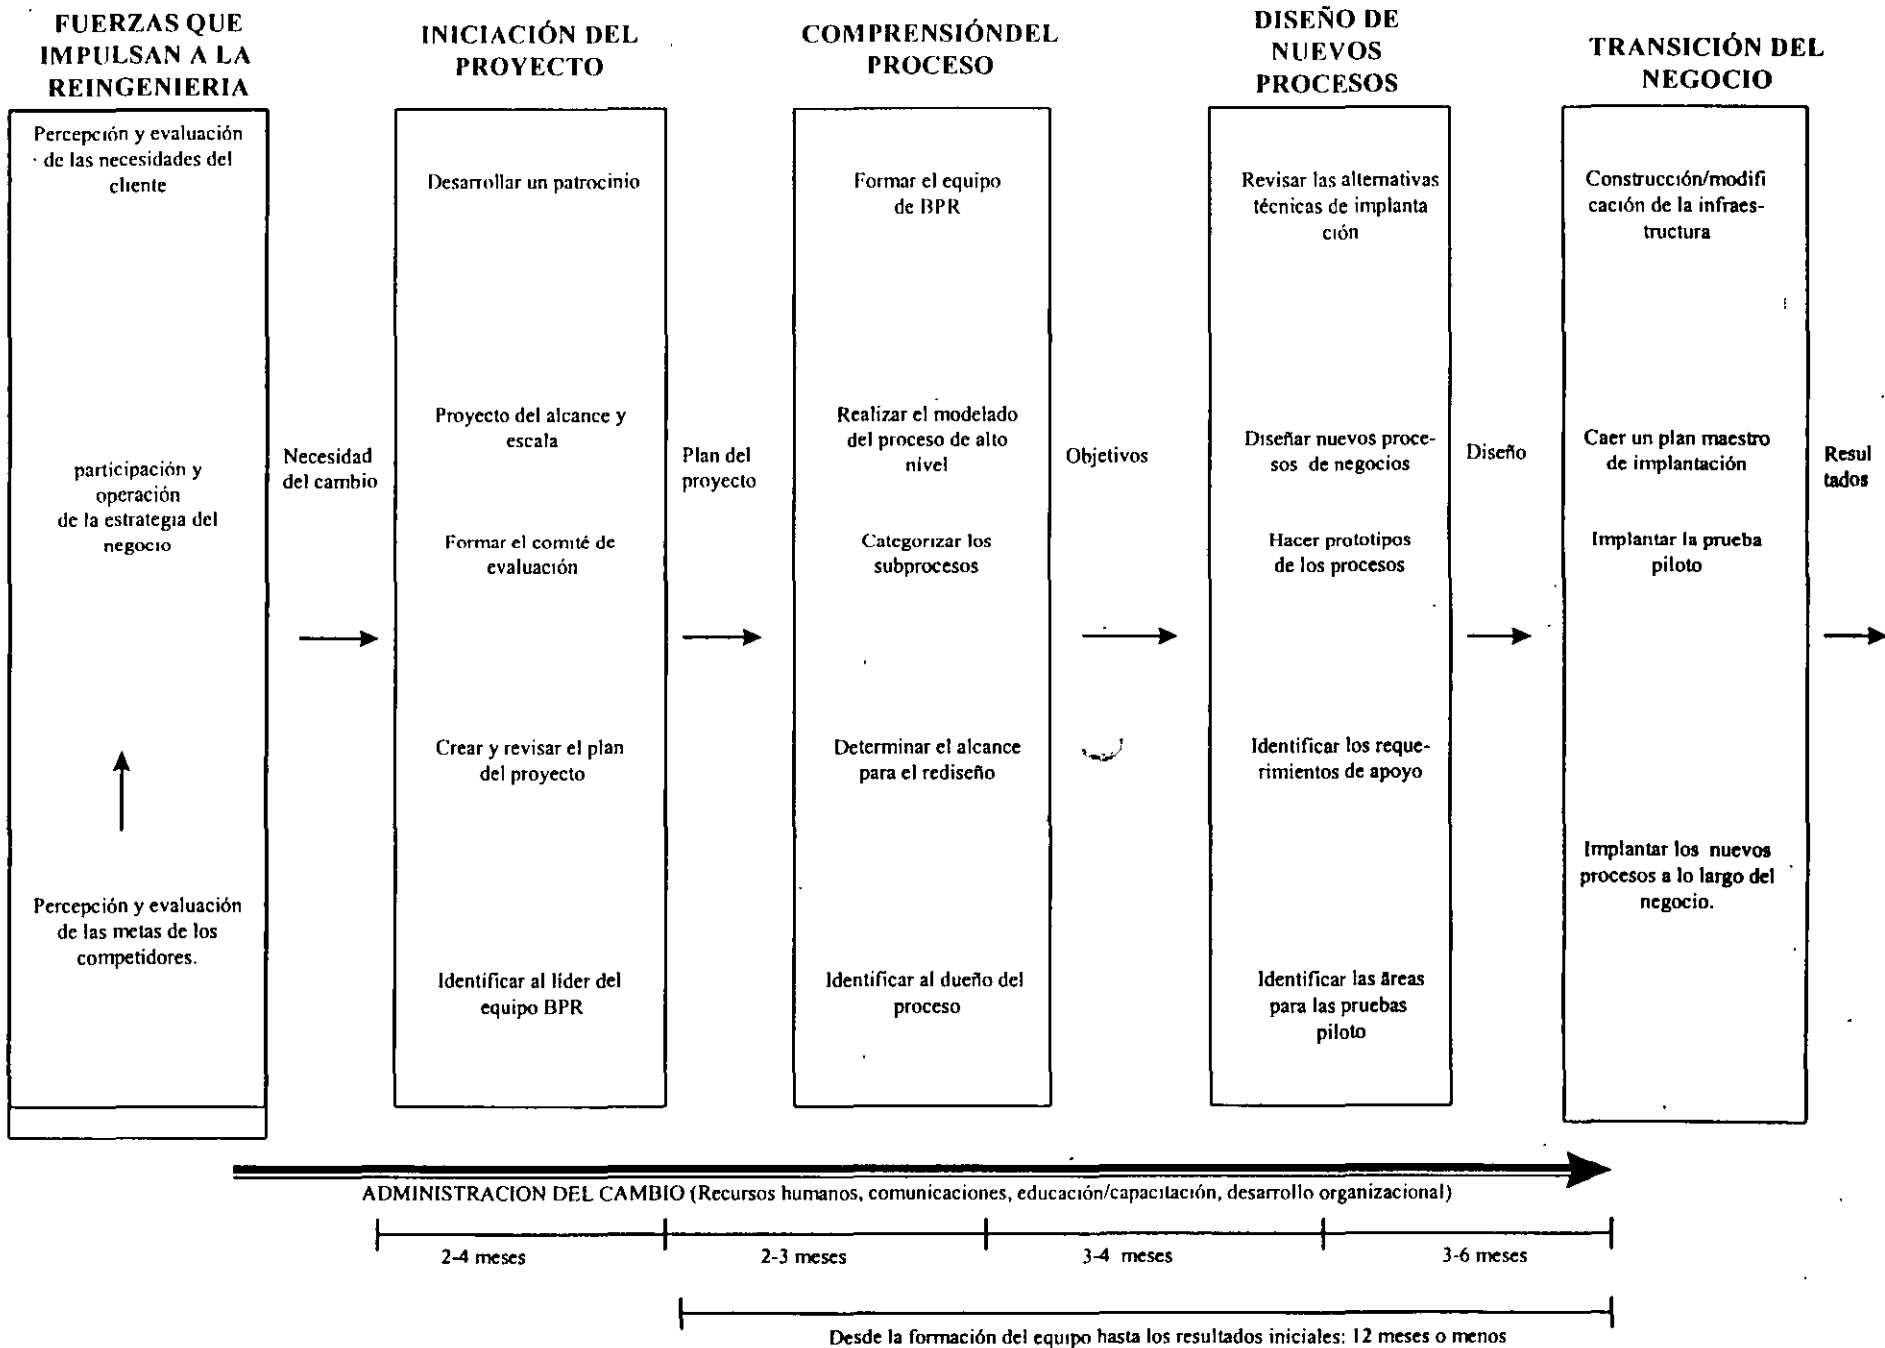 FUERZAS QUE
IMPULSAN A LA
REINGENIERIA
Percepción y evaluación
de las necesidades del
cliente
participación y
operación
de la estrategia del
negocio
Percepción y evaluación
de las metas de los
competidores.
Necesidad
del cambio
INICIACIÓN DEL
PROYECTO
Desarrollar un patrocinio
Proyecto del alcance y
escala
Formar el comité de
evaluación
Crear y revisar el plan
del proyecto
Identificar al líder del
equipo BPR
Plan del
proyecto
COMPRENSIÓNDEL
PROCESO
Formar el equipo
de BPR
Realizar el modelado
del proceso de alto
nivel
Categorizar los
subprocesos
Determinar el alcance
para el rediseño
Identificar al dueño del
proceso
Objetivos
DISEÑO DE
NUEVOS
PROCESOS
Revisar las alternativas
técnicas de implanta
ción
Diseñar nuevos proce-
sos de negocios
Hacer prototipos
de los procesos
Identificar los reque-
rimientos de apoyo
Identificar las áreas
para las pruebas
piloto
Diseño
TRANSICIÓN DEL
NEGOCIO
Construcción/modifi
cación de la infraes-
tructura
Caer un plan maestro
de implantación
Implantar la prueba
piloto
Implantar los nuevos
procesos a lo largo del
negocio.
Resul
tados
ADMINISTRACION DEL CAMBIO (Recursos humanos, comunicaciones, educación/capacitación, desarrollo organizacional)
2-4 meses
2-3 meses
3-4 meses
3-6 meses
Desde la formación del equipo hasta los resultados iniciales: 12 meses o menos